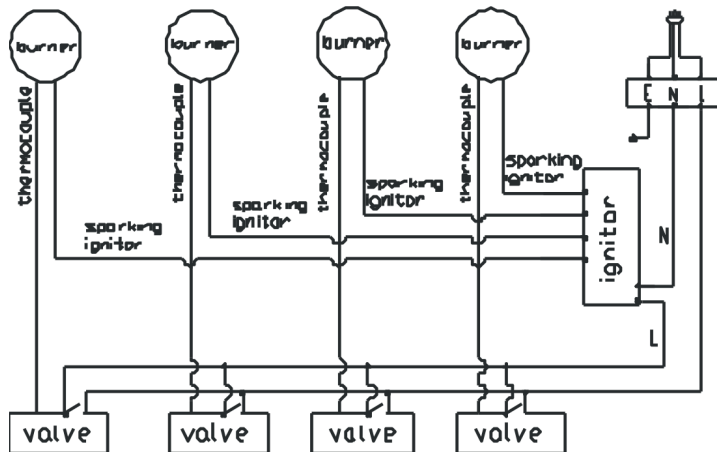 burner
burner
burner
burner
E N L
thermocouple
thermocouple
thermocouple
thermocouple
sparking
ignitor
sparking
ignitor
sparking
ignitor
sparking
ignitor
ignitor
N
L
valve
valve
valve
valve